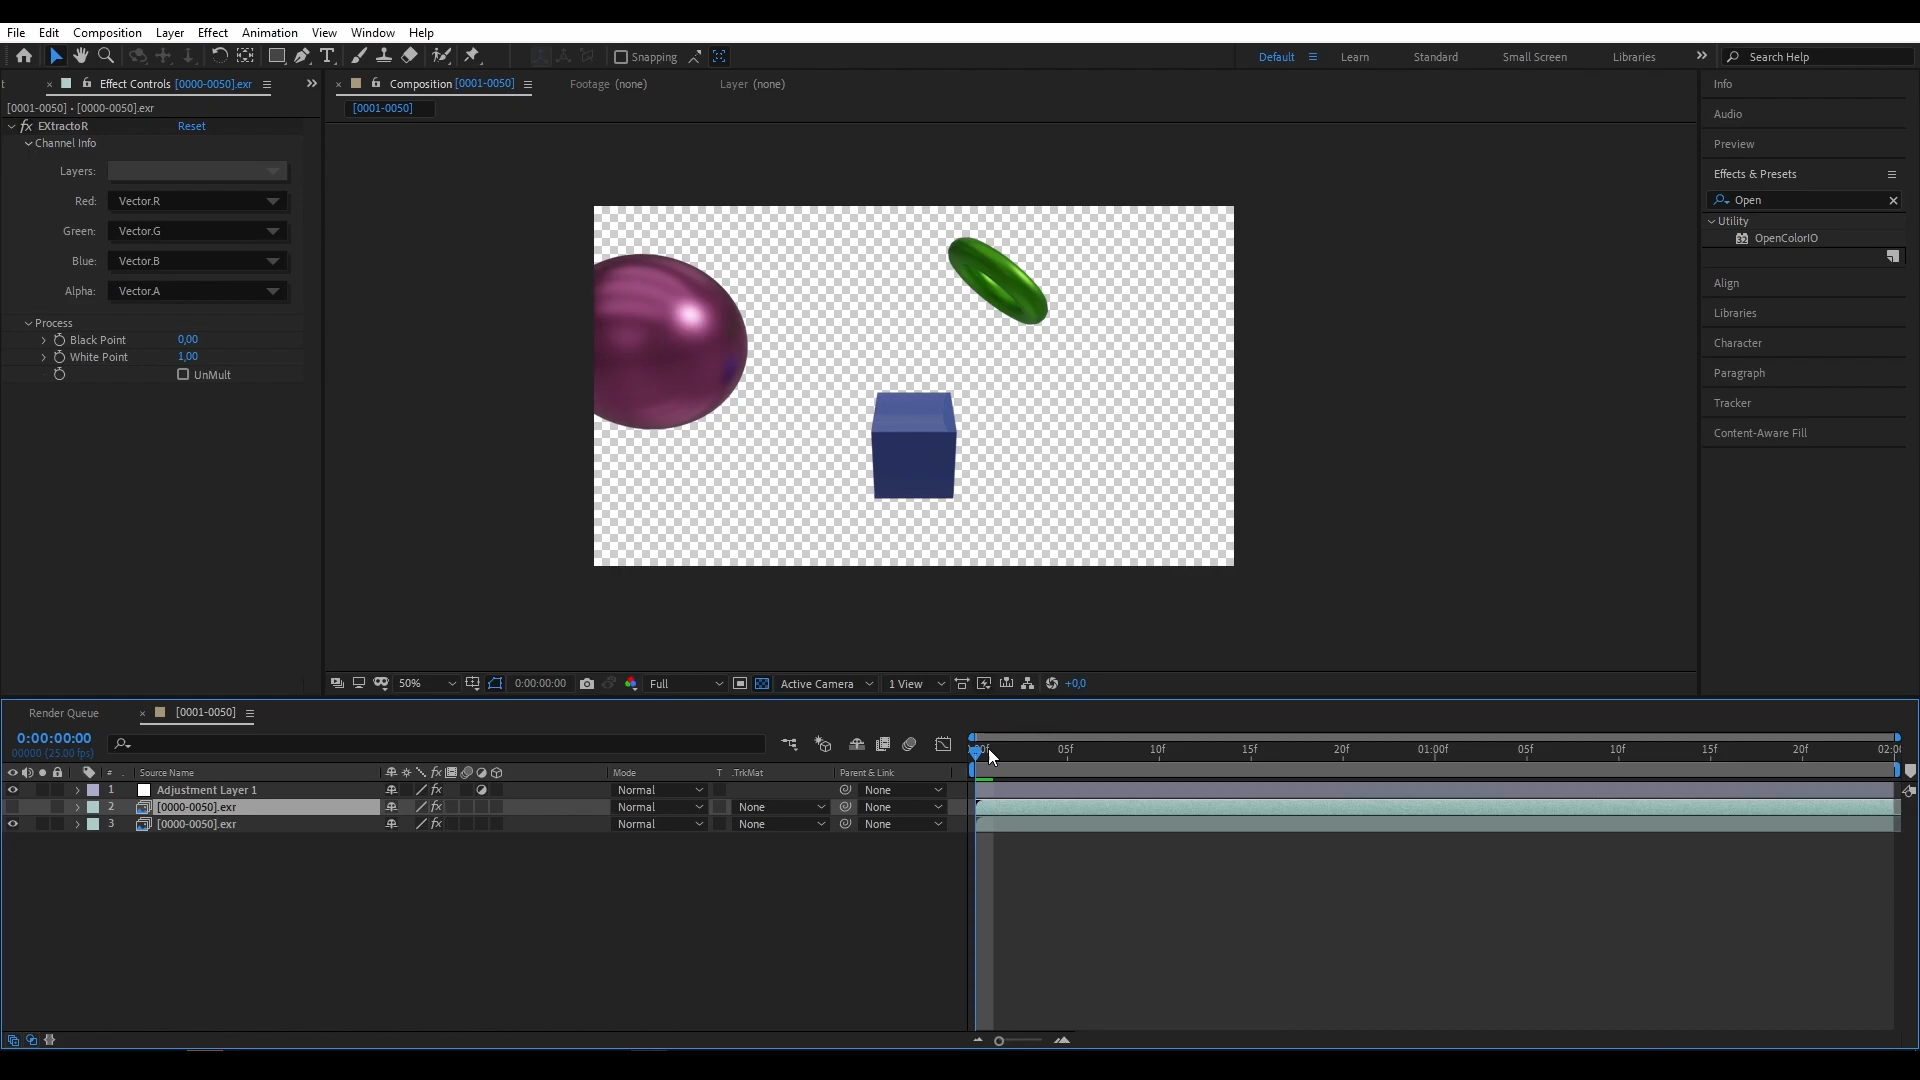 File Edit Composition Layer Effect Animation View Window Help
Snapping Default Learn Standard Small Screen Libraries Search Help
Effect Controls [0000-0050].exr
[0001-0050] • [0000-0050].exr
fx EXtractoR Reset
Channel Info
Layers:
Red: Vector.R
Green: Vector.G
Blue: Vector.B
Alpha: Vector.A
Process
Black Point 0,00
White Point 1,00
UnMult
Composition [0001-0050] Footage (none) Layer (none)
[0001-0050]
50% 0:00:00:00 Full Active Camera 1 View +0,0
Info
Audio
Preview
Effects & Presets
Open
Utility
32 OpenColorIO
Align
Libraries
Character
Paragraph
Tracker
Content-Aware Fill
Render Queue [0001-0050]
0:00:00:00
00000 (25.00 fps)
05f 10f 15f 20f 01:00f 05f 10f 15f 20f
# Source Name fx Mode T .TrkMat Parent & Link
1 Adjustment Layer 1 fx Normal None
2 [0000-0050].exr fx Normal None None
3 [0000-0050].exr fx Normal None None